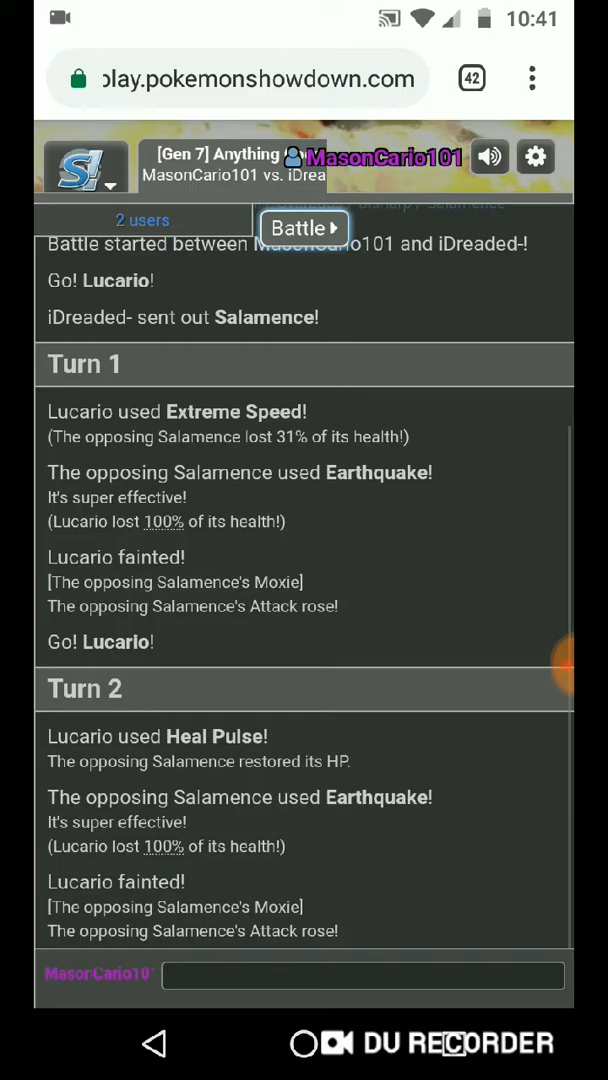 10:41
play.pokemonshowdown.com
42
[Gen 7] Anything
MasonCario101
MasonCario101 vs. iDrea
2 users
Battle
Battle started between MasonCario101 and iDreaded-!
Go! Lucario!
iDreaded- sent out Salamence!
Turn 1
Lucario used Extreme Speed!
(The opposing Salamence lost 31% of its health!)
The opposing Salamence used Earthquake!
It's super effective!
(Lucario lost 100% of its health!)
Lucario fainted!
[The opposing Salamence's Moxie]
The opposing Salamence's Attack rose!
Go! Lucario!
Turn 2
Lucario used Heal Pulse!
The opposing Salamence restored its HP.
The opposing Salamence used Earthquake!
It's super effective!
(Lucario lost 100% of its health!)
Lucario fainted!
[The opposing Salamence's Moxie]
The opposing Salamence's Attack rose!
MasonCario10
DU RECORDER